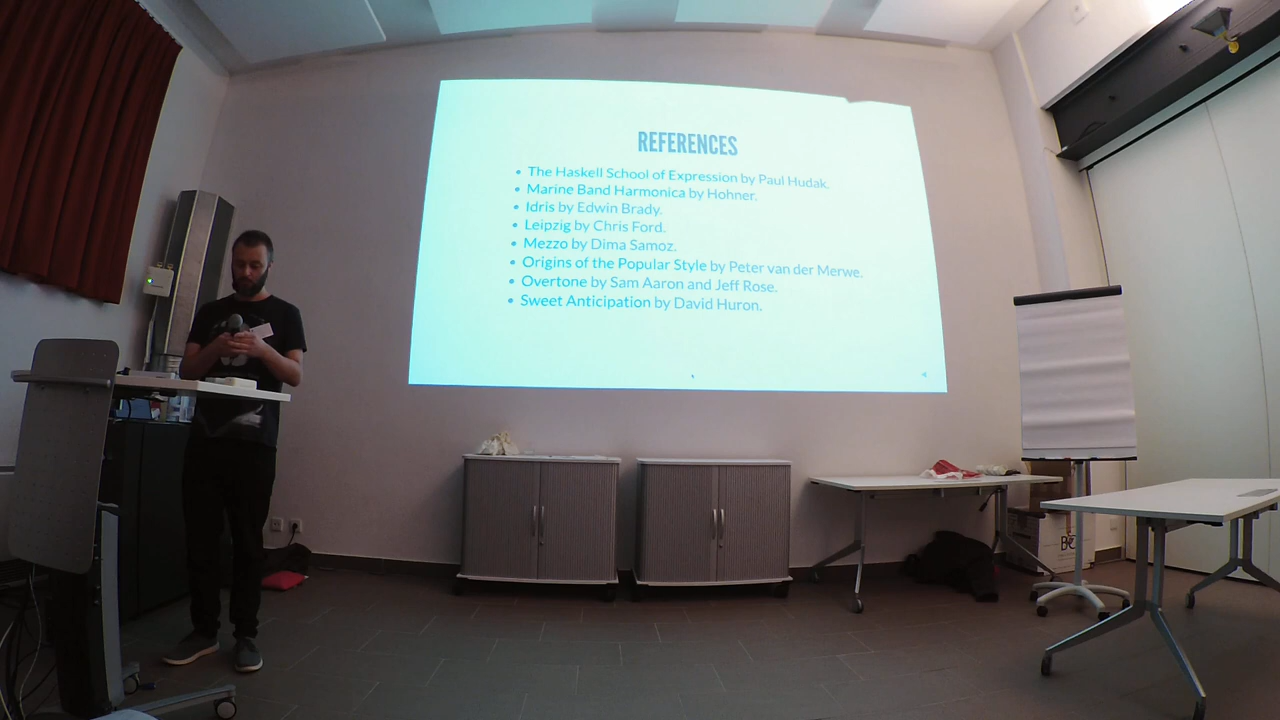 REFERENCES
• The Haskell School of Expression by Paul Hudak.
• Marine Band Harmonica by Hohner.
• Idris by Edwin Brady.
• Leipzig by Chris Ford.
• Mezzo by Dima Samoz.
• Origins of the Popular Style by Peter van der Merwe.
• Overtone by Sam Aaron and Jeff Rose.
• Sweet Anticipation by David Huron.